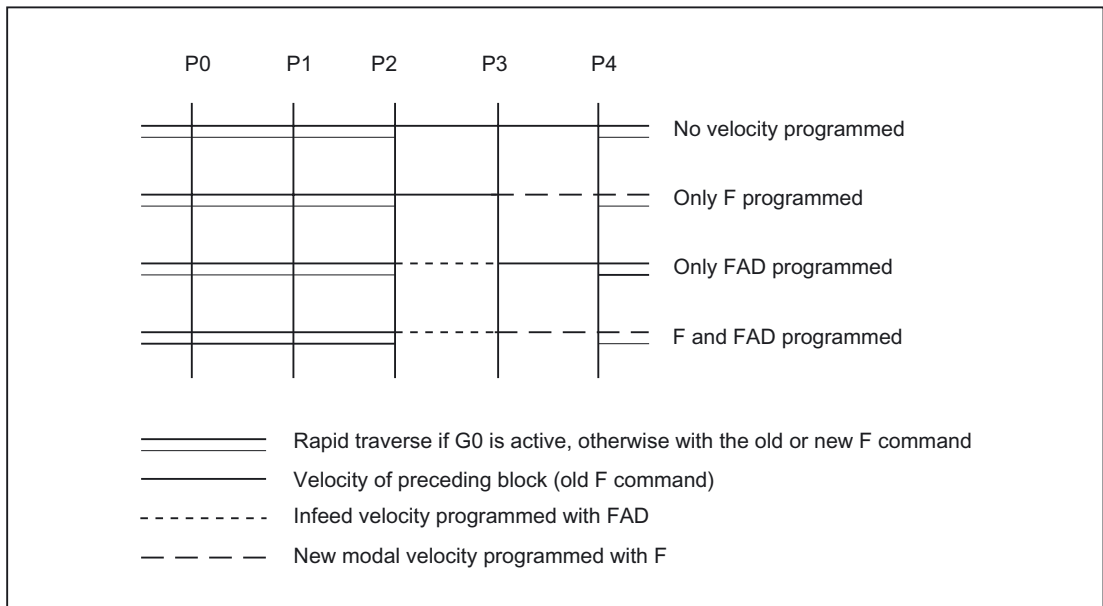 P0 P1 P2 P3 P4
No velocity programmed
Only F programmed
Only FAD programmed
F and FAD programmed
Rapid traverse if G0 is active, otherwise with the old or new F command
Velocity of preceding block (old F command)
Infeed velocity programmed with FAD
New modal velocity programmed with F